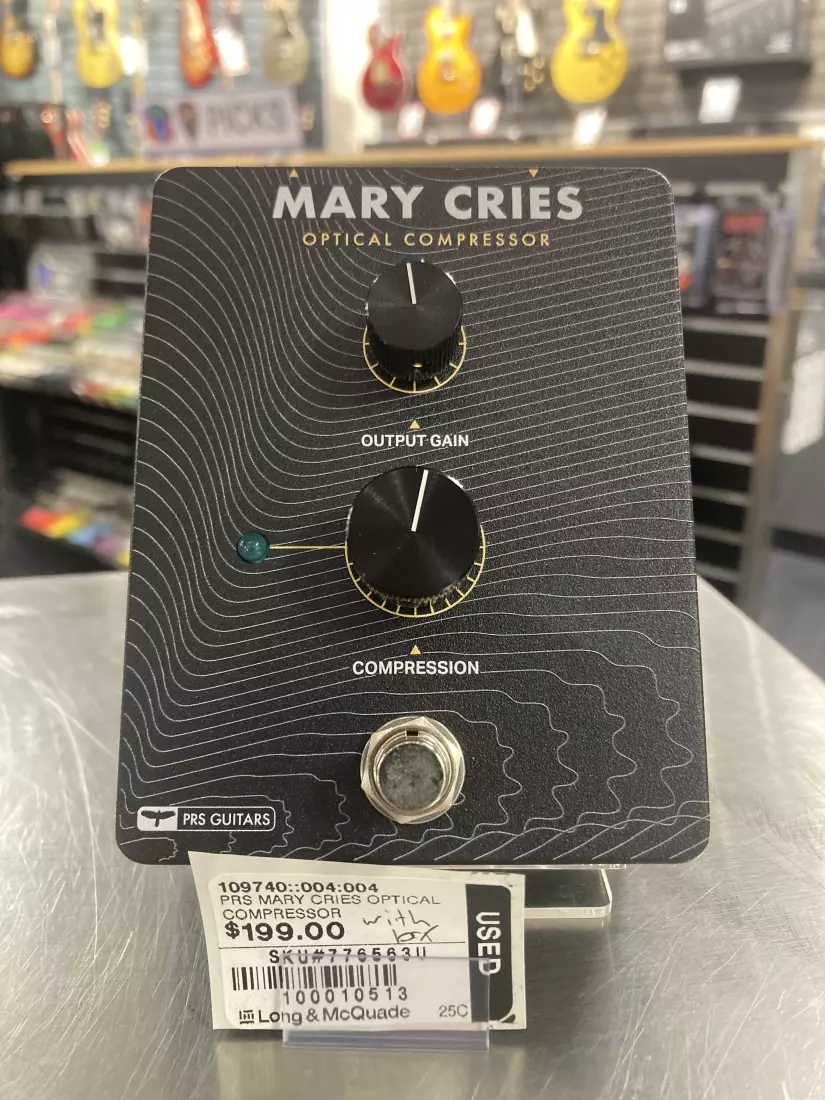 PICKS
MARY CRIES
OPTICAL COMPRESSOR
OUTPUT GAIN
COMPRESSION
PRS GUITARS
109740::004:004
PRS MARY CRIES OPTICAL
COMPRESSOR with
$199.00 box
SKU#776563U
100010513
Long & McQuade 25C
USED